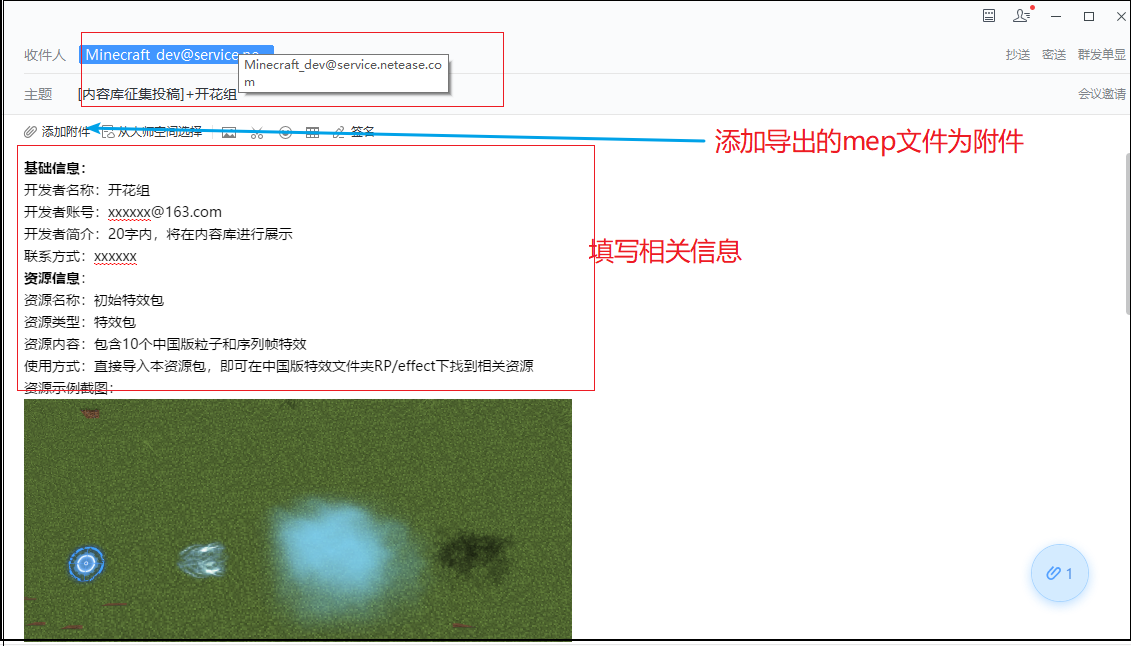 收件人 Minecraft_dev@service.ne 抄送 密送 群发单显
Minecraft_dev@service.netease.co
m
主题 [内容库征集投稿]+开花组 会议邀请
添加附件 从大师空间选择 签名
添加导出的mep文件为附件
基础信息：
开发者名称：开花组
开发者账号：xxxxxx@163.com
开发者简介：20字内，将在内容库进行展示
联系方式：xxxxxx
填写相关信息
资源信息：
资源名称：初始特效包
资源类型：特效包
资源内容：包含10个中国版粒子和序列帧特效
使用方式：直接导入本资源包，即可在中国版特效文件夹RP/effect下找到相关资源
资源示例截图：
1